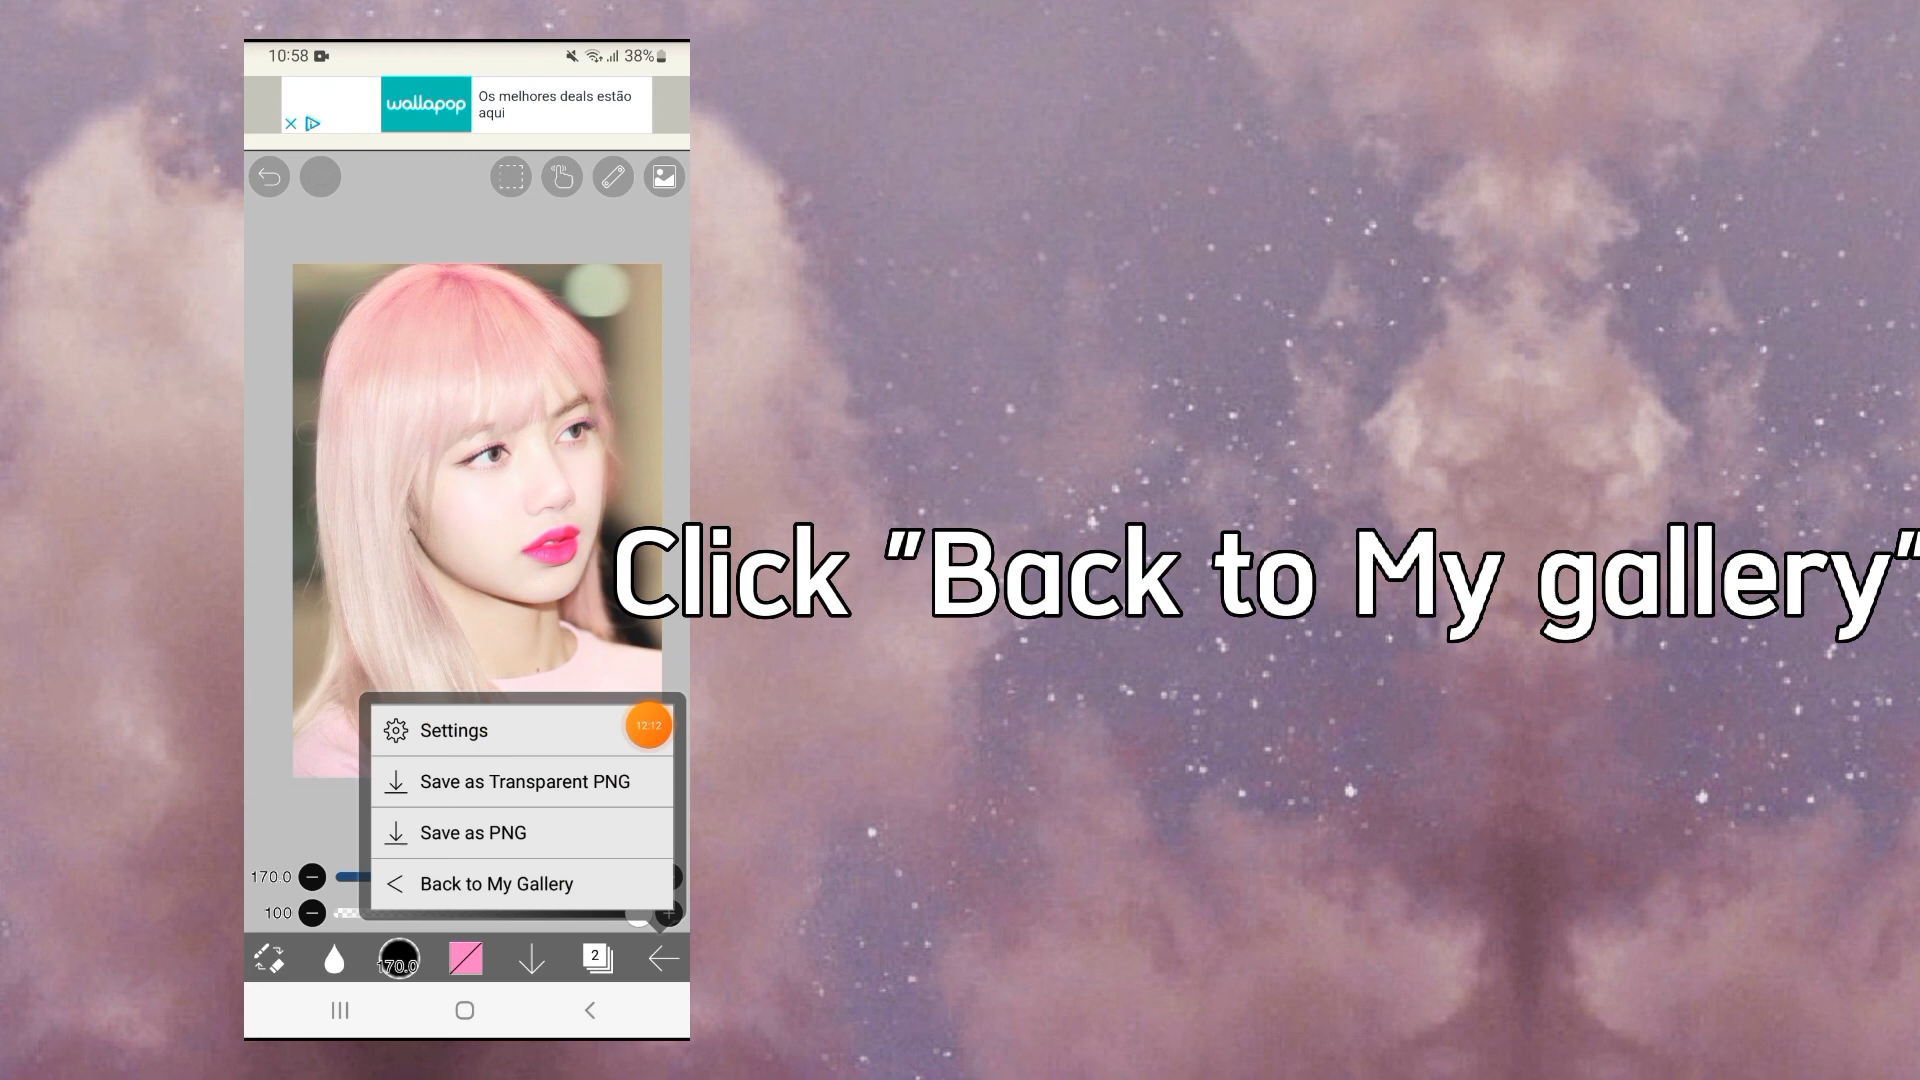 10:58
38%
wallapop
Os melhores deals estão
aqui
Click "Back to My gallery"
Settings
12:12
Save as Transparent PNG
Save as PNG
170.0
Back to My Gallery
100
170.0
2